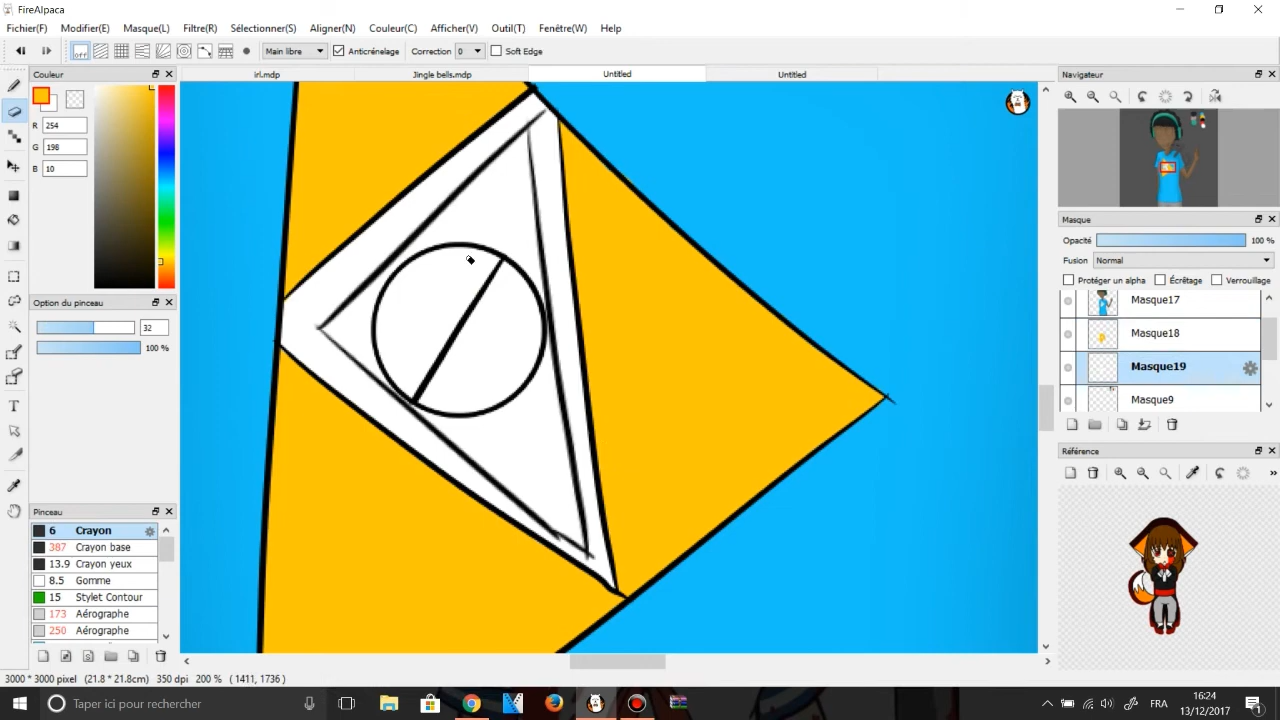 FireAlpaca
Fichier(F) Modifier(E) Masque(L) Filtre(R) Sélectionner(S) Aligner(N) Couleur(C) Afficher(V) Outil(T) Fenêtre(W) Help
off Main libre Anticrénelage Correction 0 Soft Edge
Couleur
irl.mdp Jingle bells.mdp Untitled Untitled
Navigateur
R 254
G 198
B 10
Masque
Opacité 100 %
Fusion Normal
Protéger un alpha Écrêtage Verrouillage
Masque17
Option du pinceau
32
100 %
Masque18
Masque19
Masque9
Référence
Pinceau
6 Crayon
387 Crayon base
13.9 Crayon yeux
8.5 Gomme
15 Stylet Contour
173 Aérographe
250 Aérographe
3000 * 3000 pixel (21.8 * 21.8cm) 350 dpi 200 % ( 1411, 1736 )
Taper ici pour rechercher
FRA
16:24
13/12/2017